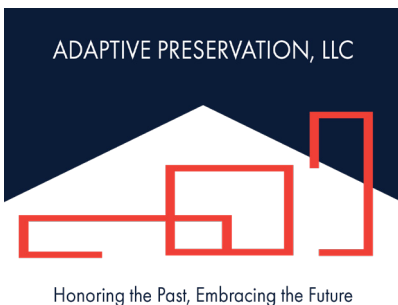 ADAPTIVE PRESERVATION, LLC
Honoring the Past, Embracing the Future